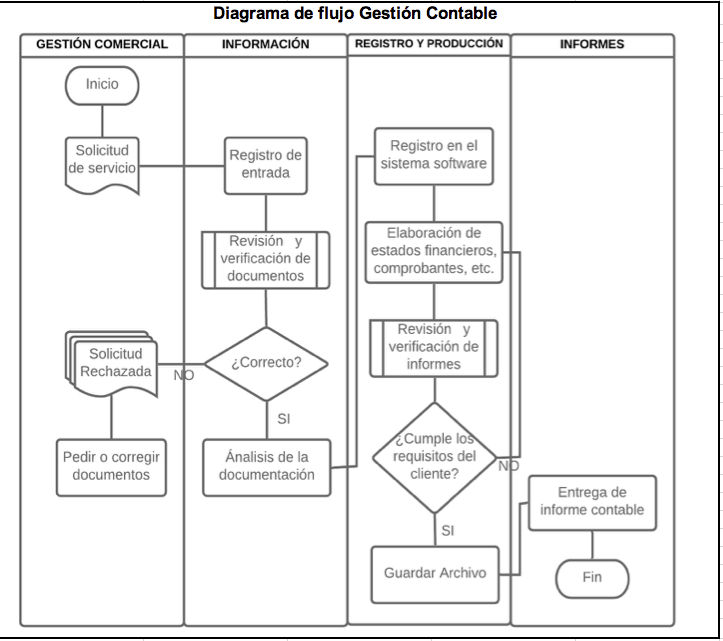 Diagrama de flujo Gestión Contable
GESTIÓN COMERCIAL
INFORMACIÓN
REGISTRO Y PRODUCCIÓN
INFORMES
Inicio
Solicitud
de servicio
Registro de
entrada
Revisión y
verificación de
documentos
¿Correcto?
NO
Solicitud
Rechazada
Pedir o corregir
documentos
SI
Ánalisis de la
documentación
Registro en el
sistema software
Elaboración de
estados financieros,
comprobantes, etc.
Revisión y
verificación de
informes
¿Cumple los
requisitos del
cliente?
NO
SI
Guardar Archivo
Entrega de
informe contable
Fin